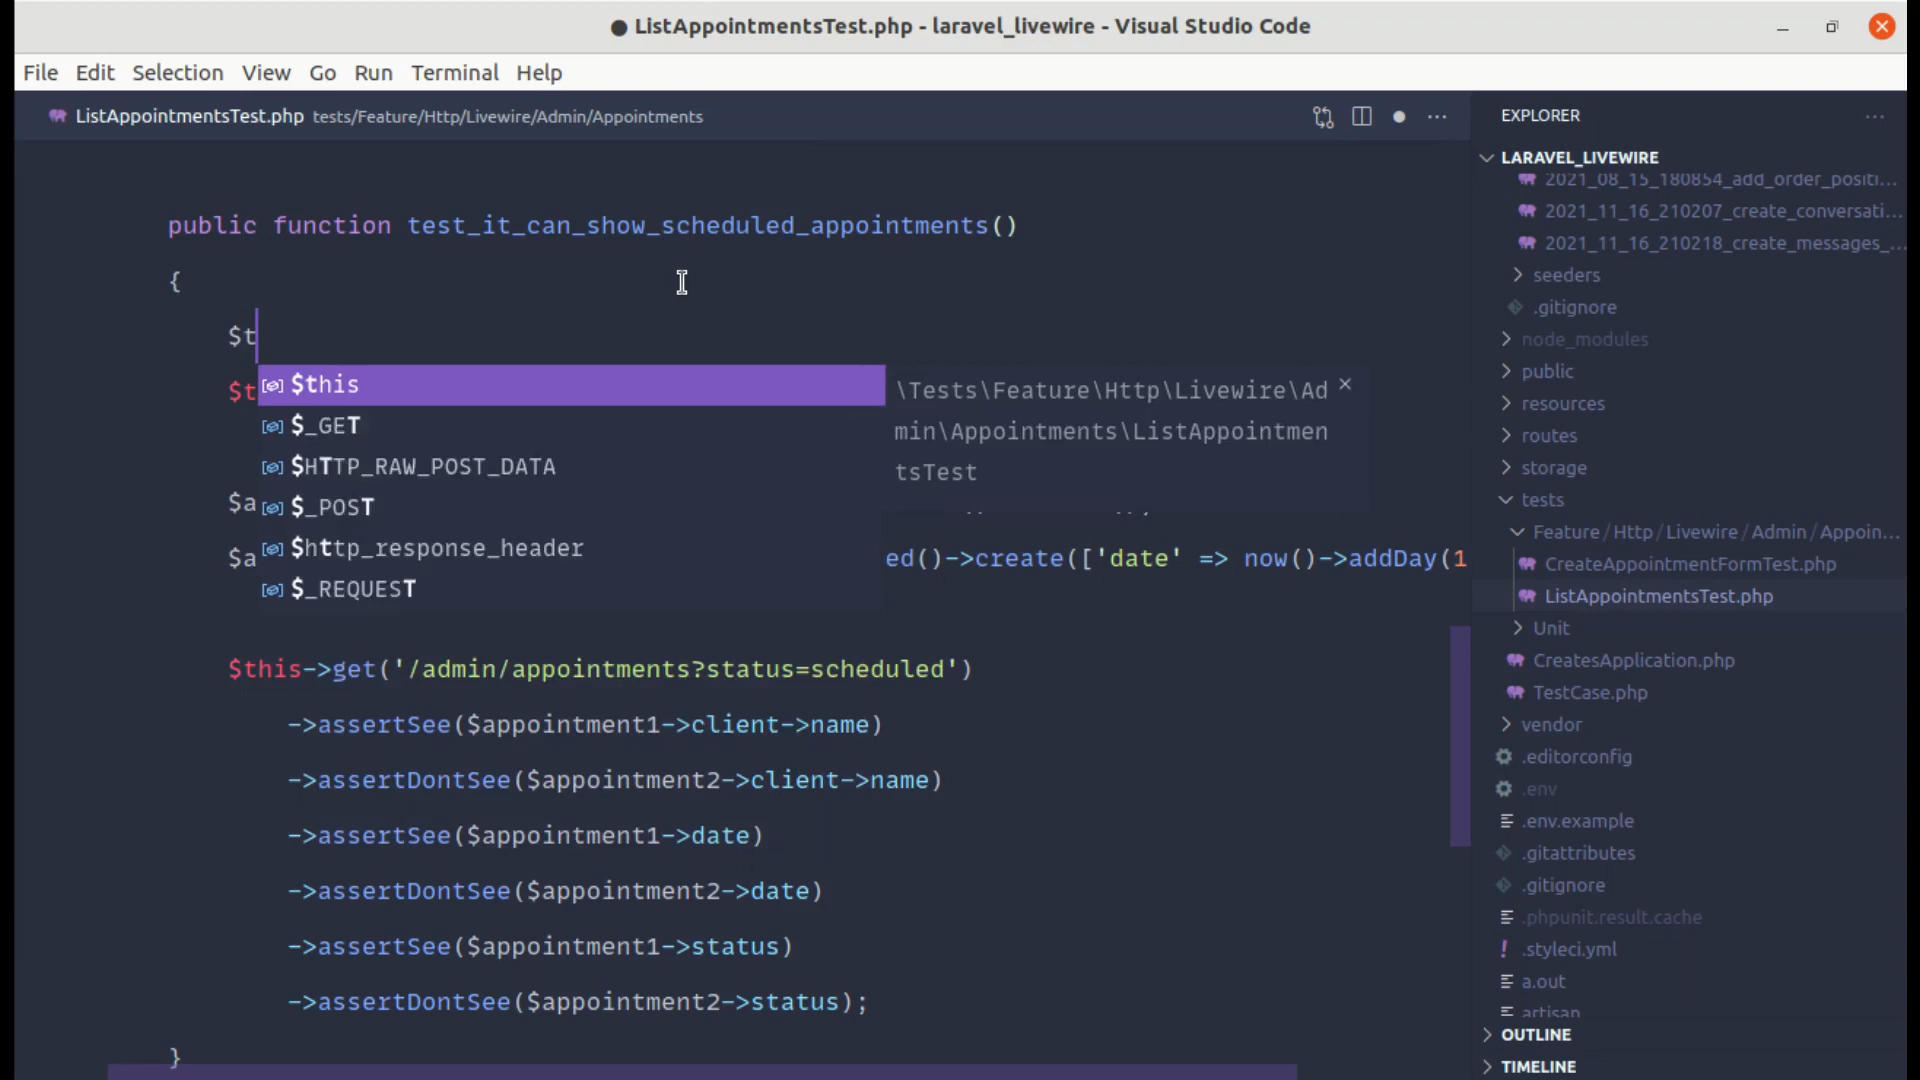 ● ListAppointmentsTest.php - laravel_livewire - Visual Studio Code
File Edit Selection View Go Run Terminal Help
ListAppointmentsTest.php tests/Feature/Http/Livewire/Admin/Appointments
public function test_it_can_show_scheduled_appointments()
{
$t
$t
$this
$_GET
$HTTP_RAW_POST_DATA
$_POST
$http_response_header
$_REQUEST
\Tests\Feature\Http\Livewire\Ad
min\Appointments\ListAppointmen
tsTest
$a
$a
ed()->create(['date' => now()->addDay(1
$this->get('/admin/appointments?status=scheduled')
->assertSee($appointment1->client->name)
->assertDontSee($appointment2->client->name)
->assertSee($appointment1->date)
->assertDontSee($appointment2->date)
->assertSee($appointment1->status)
->assertDontSee($appointment2->status);
}
EXPLORER
LARAVEL_LIVEWIRE
2021_08_15_180854_add_order_positi...
2021_11_16_210207_create_conversati...
2021_11_16_210218_create_messages_...
seeders
.gitignore
node_modules
public
resources
routes
storage
tests
Feature/Http/Livewire/Admin/Appoin...
CreateAppointmentFormTest.php
ListAppointmentsTest.php
Unit
CreatesApplication.php
TestCase.php
vendor
.editorconfig
.env
.env.example
.gitattributes
.gitignore
.phpunit.result.cache
.styleci.yml
a.out
artisan
OUTLINE
TIMELINE